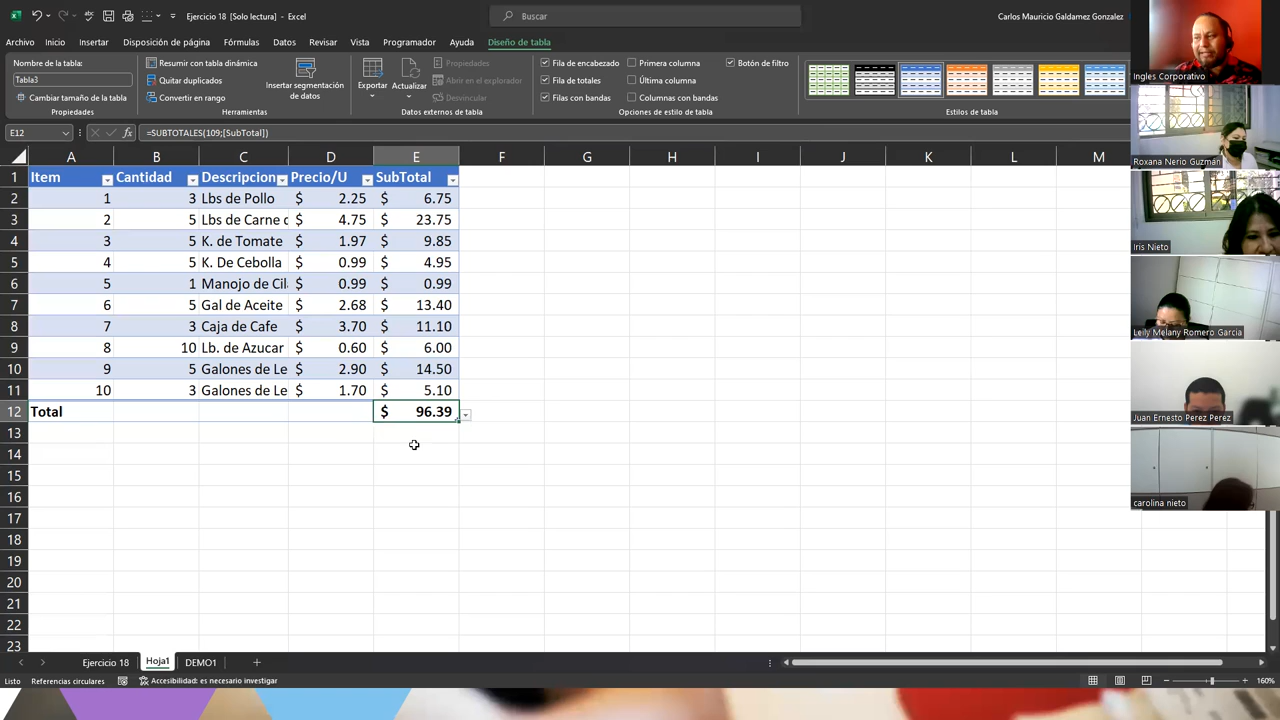 Ejercicio 18 [Solo lectura] - Excel
Buscar
Carlos Mauricio Galdamez Gonzalez
Archivo Inicio Insertar Disposición de página Fórmulas Datos Revisar Vista Programador Ayuda Diseño de tabla
Nombre de la tabla:
Tabla3
Cambiar tamaño de la tabla
Propiedades
Resumir con tabla dinámica
Quitar duplicados
Convertir en rango
Insertar segmentación
de datos
Herramientas
Exportar
Actualizar
Propiedades
Abrir en el explorador
Desvincular
Datos externos de tabla
Fila de encabezado
Fila de totales
Filas con bandas
Primera columna
Última columna
Columnas con bandas
Botón de filtro
Opciones de estilo de tabla
Estilos de tabla
E12
=SUBTOTALES(109;[SubTotal])
A B C D E F G H I J K L M
1 Item Cantidad Descripcion Precio/U SubTotal
2 1 3 Lbs de Pollo $ 2.25 $ 6.75
3 2 5 Lbs de Carne $ 4.75 $ 23.75
4 3 5 K. de Tomate $ 1.97 $ 9.85
5 4 5 K. De Cebolla $ 0.99 $ 4.95
6 5 1 Manojo de Cil $ 0.99 $ 0.99
7 6 5 Gal de Aceite $ 2.68 $ 13.40
8 7 3 Caja de Cafe $ 3.70 $ 11.10
9 8 10 Lb. de Azucar $ 0.60 $ 6.00
10 9 5 Galones de Le $ 2.90 $ 14.50
11 10 3 Galones de Le $ 1.70 $ 5.10
12 Total $ 96.39
13
14
15
16
17
18
19
20
21
22
23
Ingles Corporativo
Roxana Nerio Guzmán
Iris Nieto
Leily Melany Romero Garcia
Juan Ernesto Perez Perez
carolina nieto
Ejercicio 18 Hoja1 DEMO1
Listo Referencias circulares Accesibilidad: es necesario investigar
160%